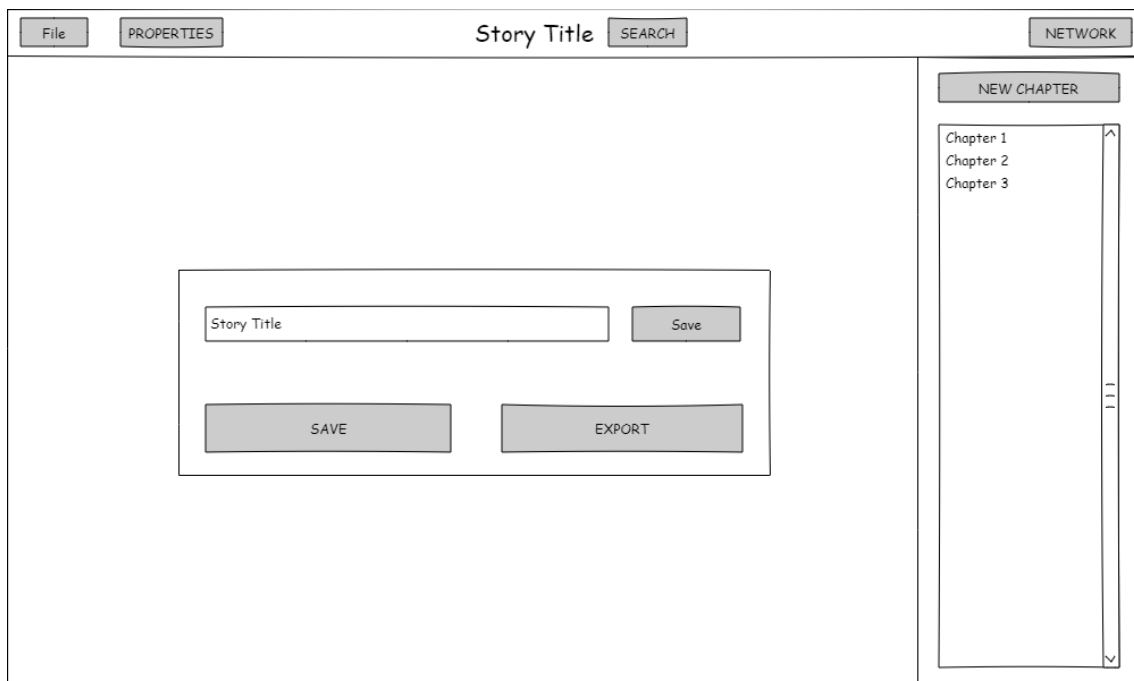 File PROPERTIES Story Title SEARCH NETWORK
NEW CHAPTER
Chapter 1
Chapter 2
Chapter 3
Story Title Save
SAVE EXPORT